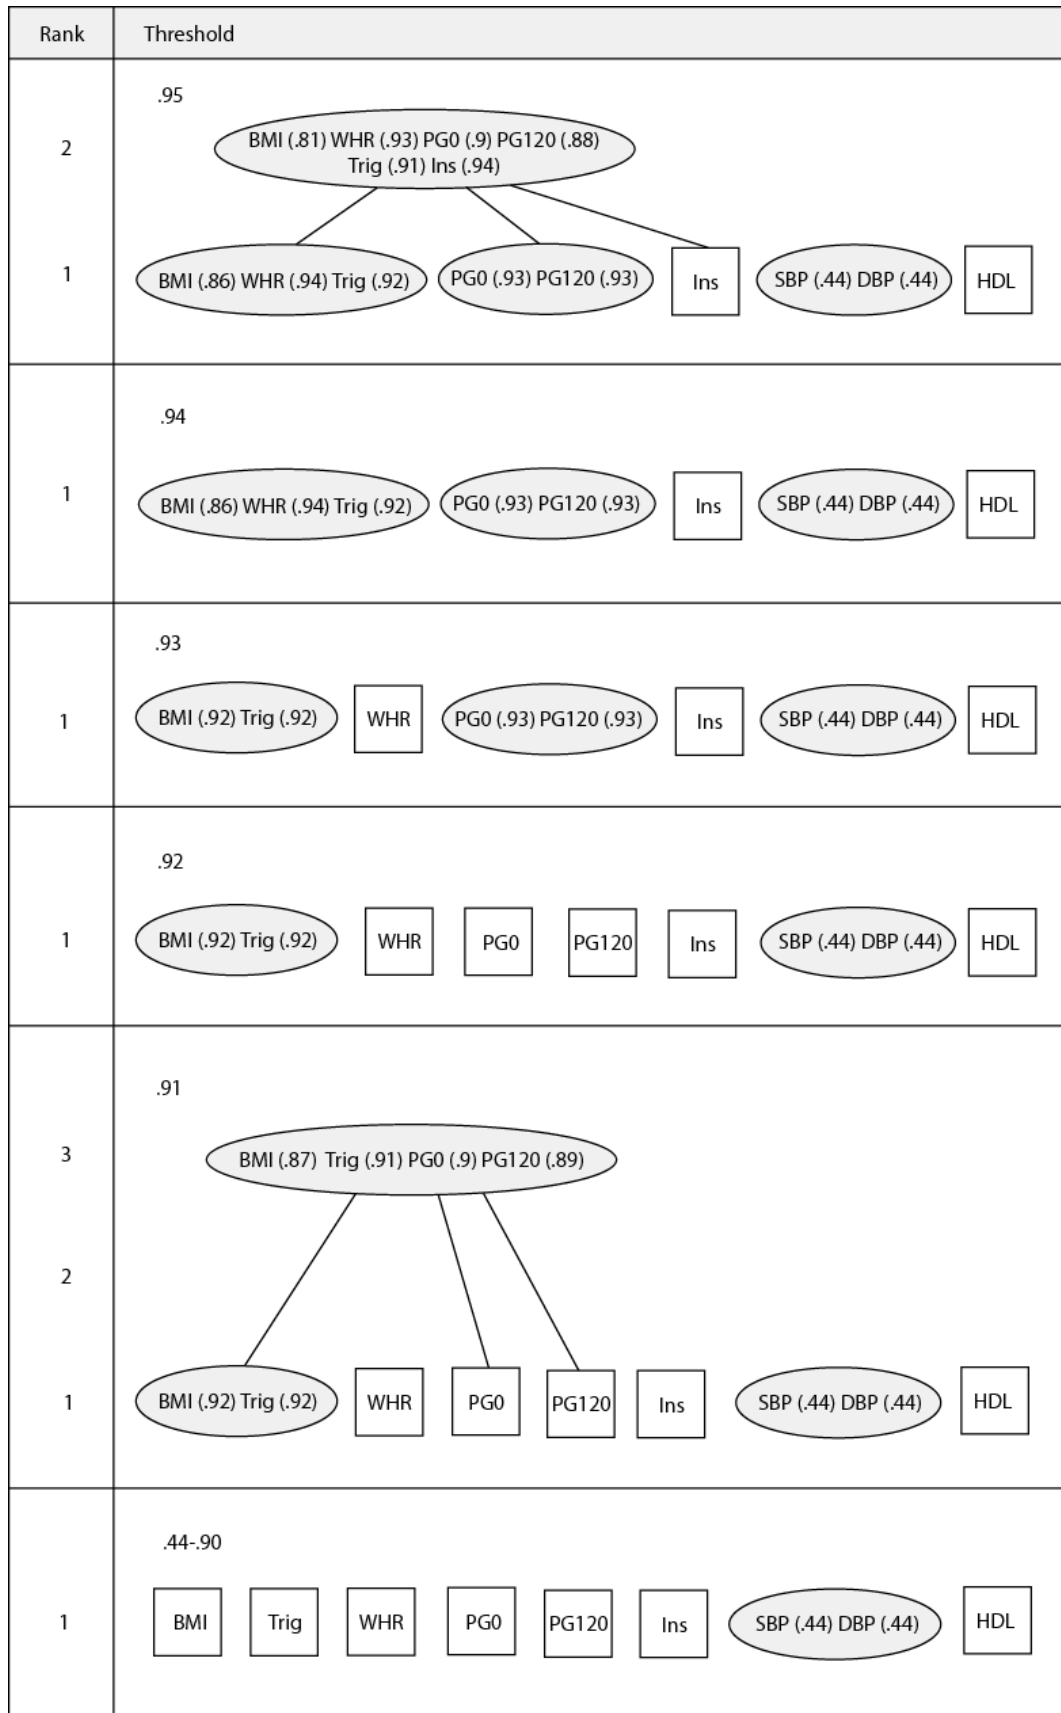 Rank Threshold
.95
2
BMI (.81) WHR (.93) PG0 (.9) PG120 (.88)
Trig (.91) Ins (.94)
1
BMI (.86) WHR (.94) Trig (.92) PG0 (.93) PG120 (.93) Ins SBP (.44) DBP (.44) HDL
.94
1
BMI (.86) WHR (.94) Trig (.92) PG0 (.93) PG120 (.93) Ins SBP (.44) DBP (.44) HDL
.93
1
BMI (.92) Trig (.92) WHR PG0 (.93) PG120 (.93) Ins SBP (.44) DBP (.44) HDL
.92
1
BMI (.92) Trig (.92) WHR PG0 PG120 Ins SBP (.44) DBP (.44) HDL
.91
3
BMI (.87) Trig (.91) PG0 (.9) PG120 (.89)
2
1
BMI (.92) Trig (.92) WHR PG0 PG120 Ins SBP (.44) DBP (.44) HDL
.44-.90
1
BMI Trig WHR PG0 PG120 Ins SBP (.44) DBP (.44) HDL